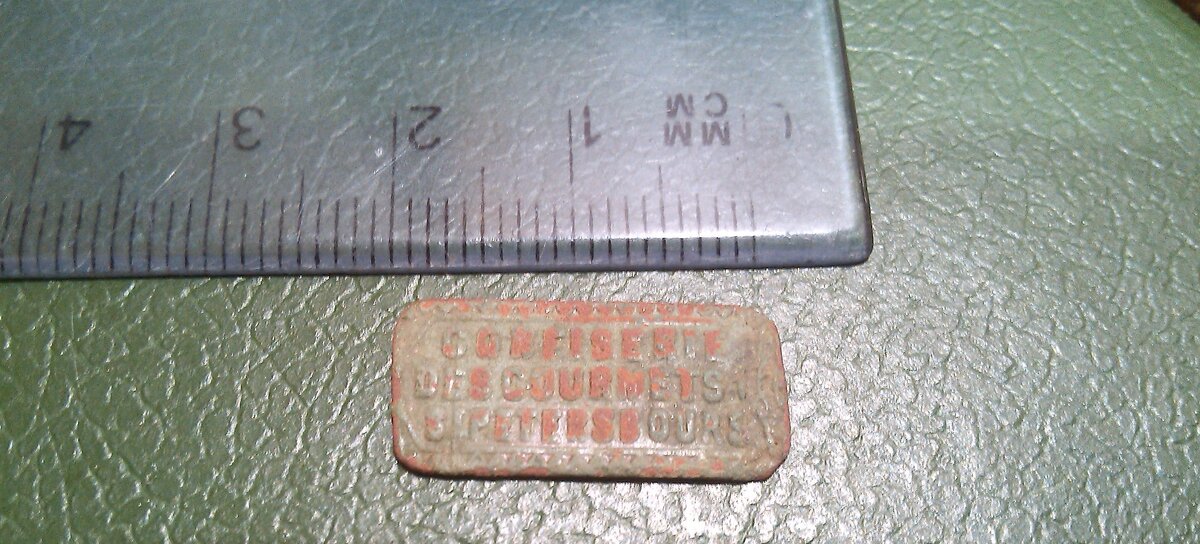 4 3 2 1 MM
CM
CONFISERIE
DES GOURMETS
PETERSBOURG